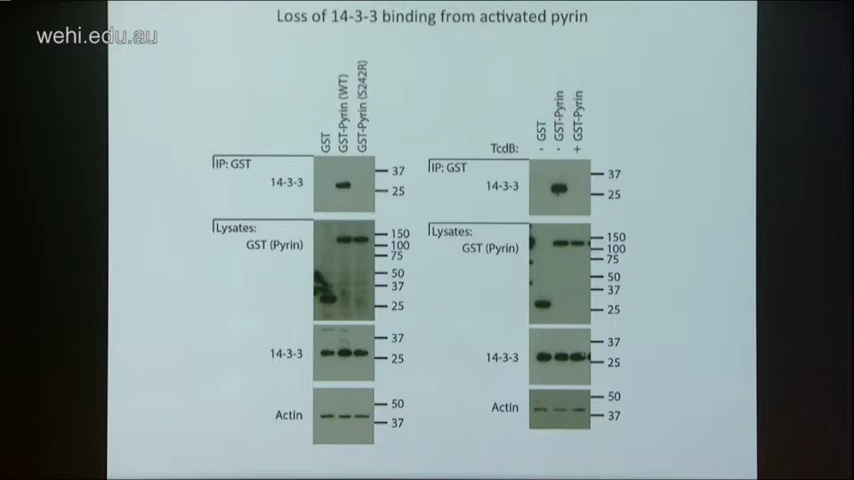 Loss of 14-3-3 binding from activated pyrin
wehi.edu.au
GST
GST-Pyrin (WT)
GST-Pyrin (S242R)
IP: GST
14-3-3
37
25
Lysates:
GST (Pyrin)
150
100
75
50
37
25
14-3-3
37
25
Actin
50
37
GST
GST-Pyrin
GST-Pyrin
TcdB: - - +
IP: GST
14-3-3
37
25
Lysates:
GST (Pyrin)
150
100
75
50
37
25
14-3-3
37
25
Actin
50
37